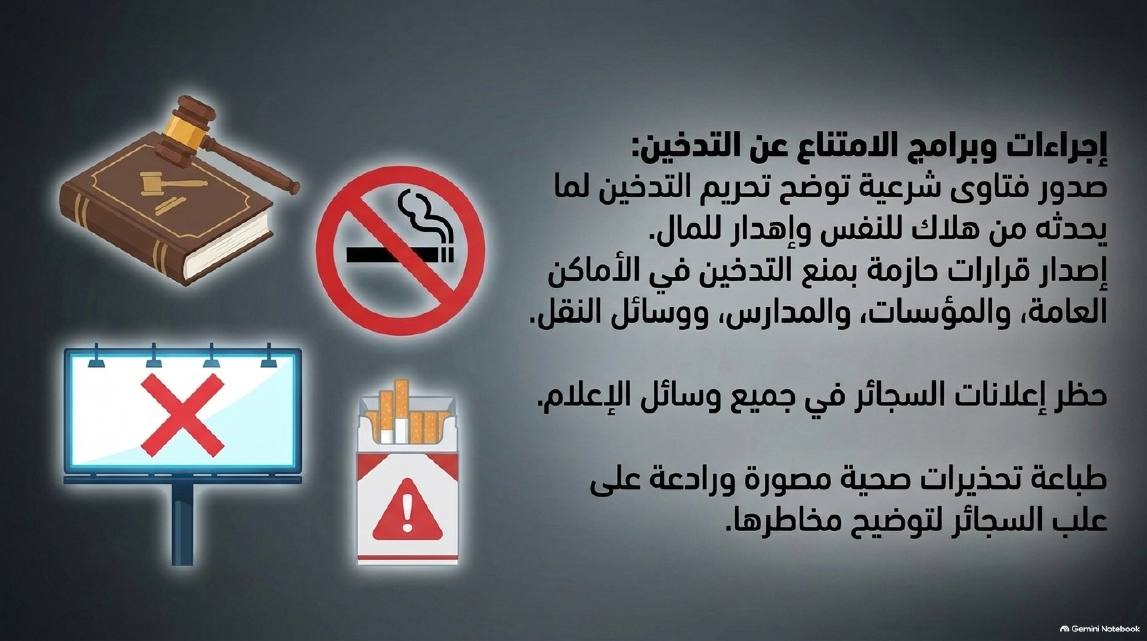 إجراءات وبرامج الامتناع عن التدخين:
صدور فتاوى شرعية توضح تحريم التدخين لما
يحدثه من هلاك للنفس وإهدار للمال.
إصدار قرارات حازمة بمنع التدخين في الأماكن
العامة، والمؤسسات، والمدارس، ووسائل النقل.
حظر إعلانات السجائر في جميع وسائل الإعلام.
طباعة تحذيرات صحية مصورة ورادعة على
علب السجائر لتوضيح مخاطرها.
Gemini Notebook